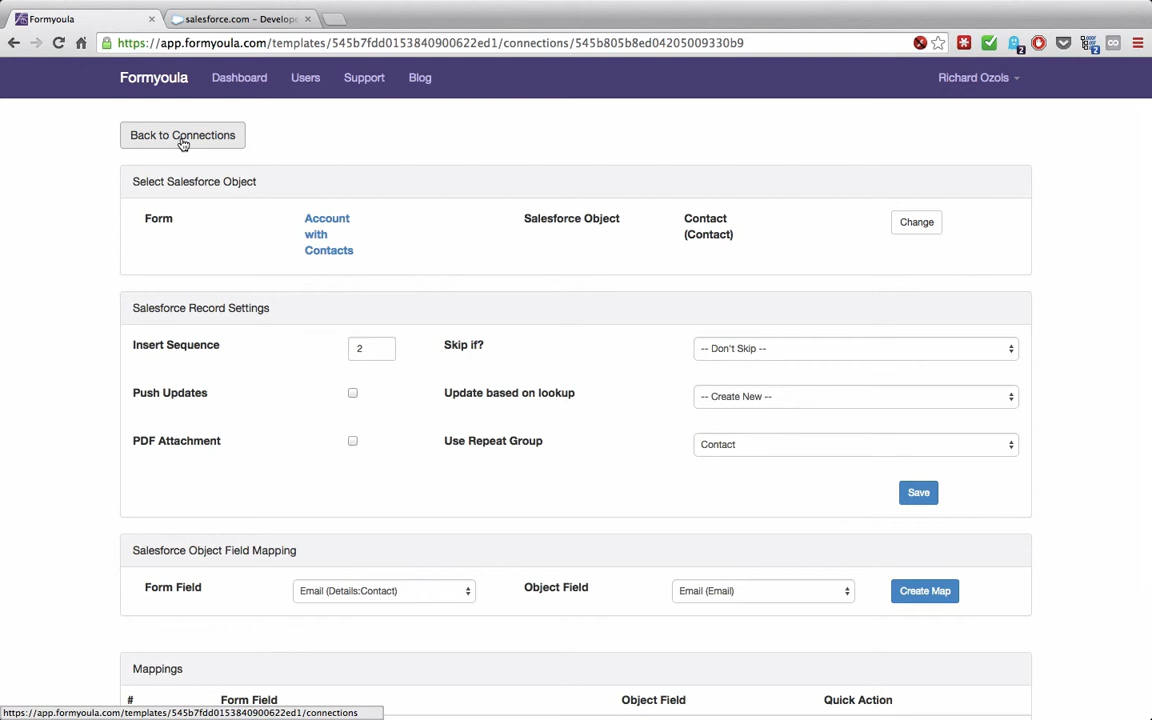 Formyoula
salesforce.com – Develope
https://app.formyoula.com/templates/545b7fdd0153840900622ed1/connections/545b805b8ed04205009330b9
2
2
Formyoula
Dashboard
Users
Support
Blog
Richard Ozols
Back to Connections
Select Salesforce Object
Form
Account
with
Contacts
Salesforce Object
Contact
(Contact)
Change
Salesforce Record Settings
Insert Sequence
2
Skip if?
-- Don't Skip --
Push Updates
Update based on lookup
-- Create New --
PDF Attachment
Use Repeat Group
Contact
Save
Salesforce Object Field Mapping
Form Field
Email (Details:Contact)
Object Field
Email (Email)
Create Map
Mappings
#
Form Field
Object Field
Quick Action
https://app.formyoula.com/templates/545b7fdd0153840900622ed1/connections